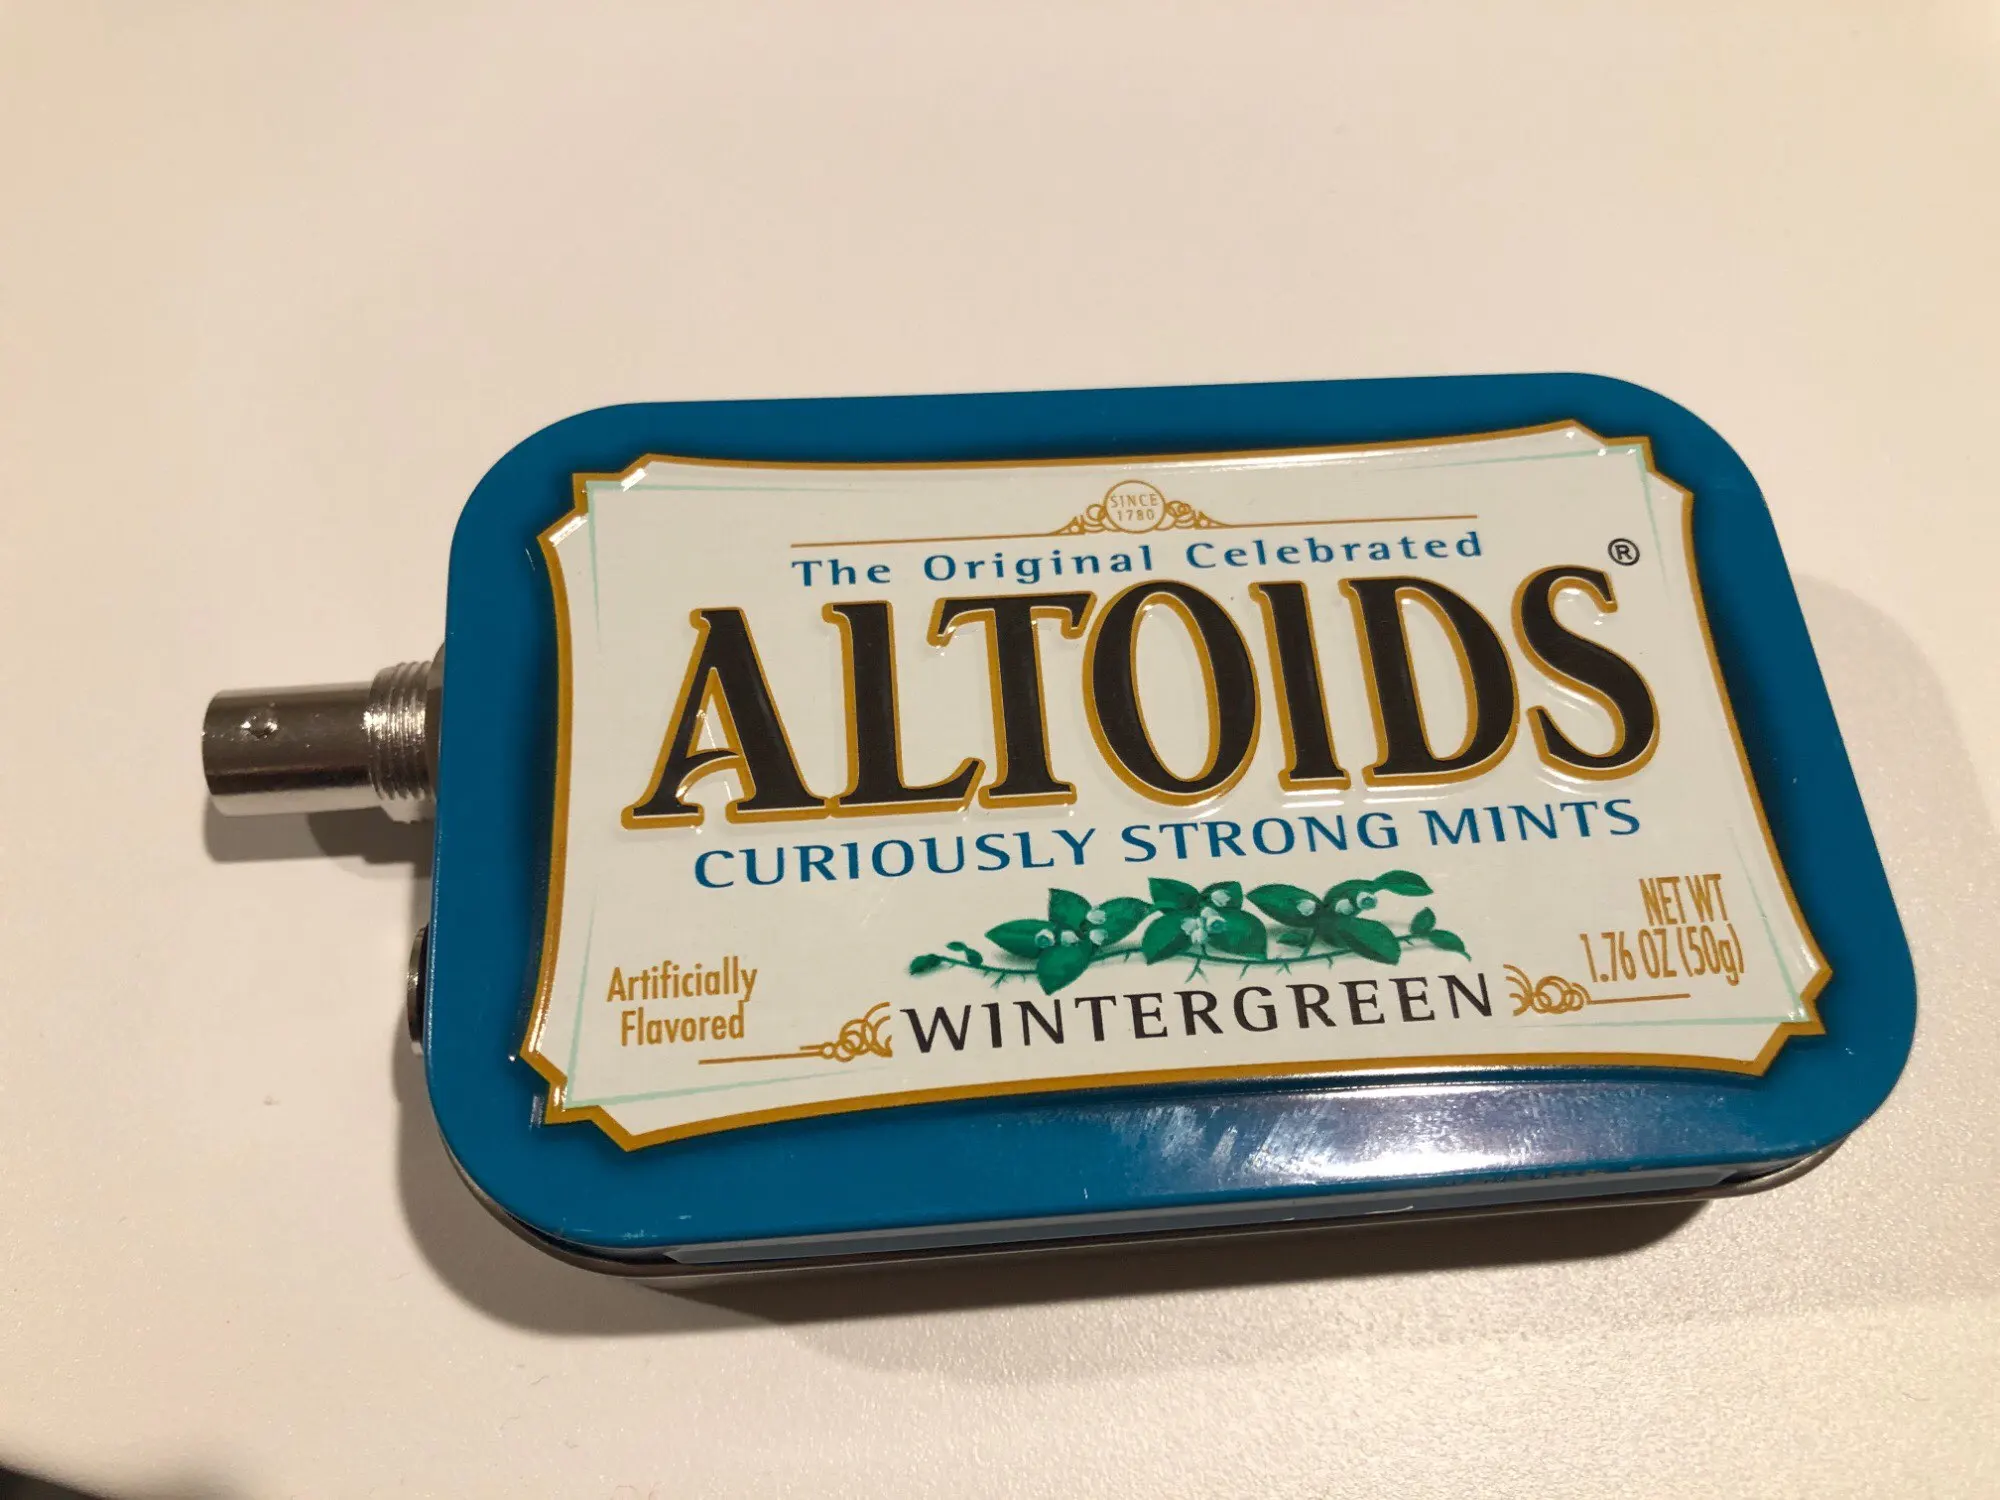 SINCE
1780
The Original Celebrated
ALTOIDS®
CURIOUSLY STRONG MINTS
Artificially
Flavored
WINTERGREEN
NET WT
1.76 OZ (50g)